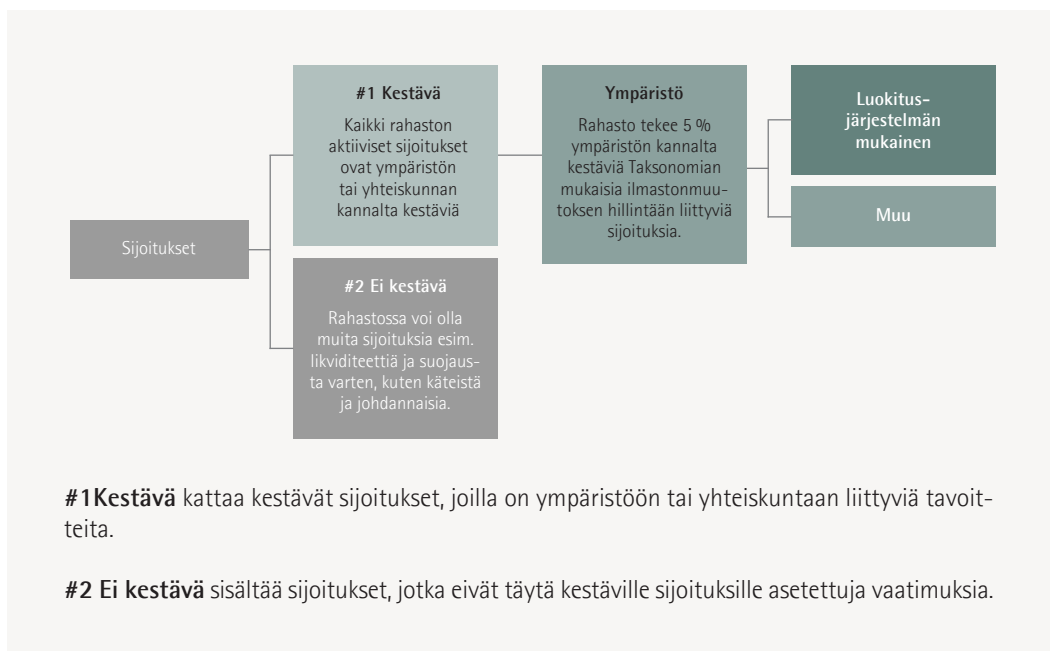 Sijoitukset
#1 Kestävä
Kaikki rahaston
aktiiviset sijoitukset
ovat ympäristön
tai yhteiskunnan
kannalta kestäviä
#2 Ei kestävä
Rahastossa voi olla
muita sijoituksia esim.
likviditeettiä ja suojaus-
ta varten, kuten käteistä
ja johdannaisia.
Ympäristö
Rahasto tekee 5 %
ympäristön kannalta
kestäviä Taksonomian
mukaisia ilmastonmuu-
toksen hillintään liittyviä
sijoituksia.
Luokitus-
järjestelmän
mukainen
Muu
#1Kestävä kattaa kestävät sijoitukset, joilla on ympäristöön tai yhteiskuntaan liittyviä tavoit-
teita.
#2 Ei kestävä sisältää sijoitukset, jotka eivät täytä kestäville sijoituksille asetettuja vaatimuksia.